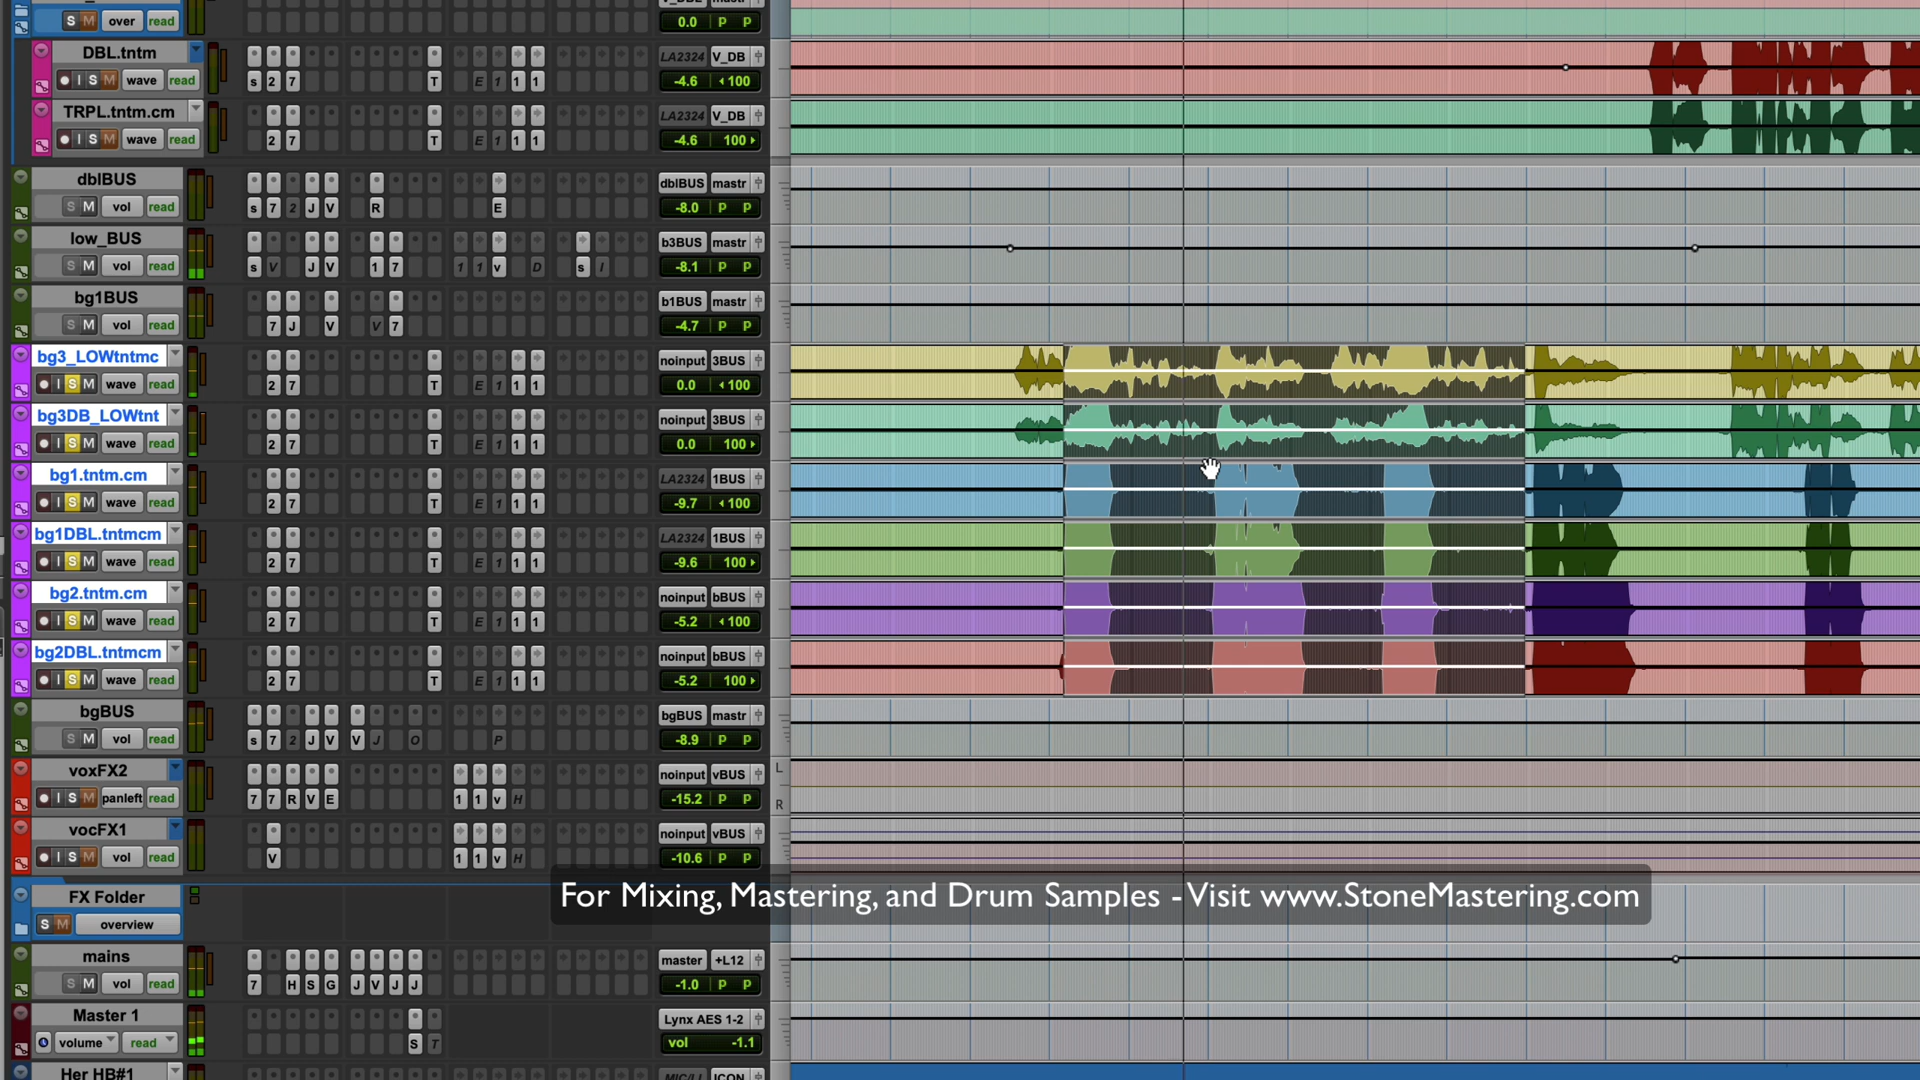 S M over read
0.0 P P
DBL.tntm
I S M wave read
s 2 7 T E 1 1 1
LA2324 V_DB
-4.6 100
TRPL.tntm.cm
I S M wave read
2 7 T E 1 1 1
LA2324 V_DB
-4.6 100
dblBUS
S M vol read
s 7 2 J V R E
dblBUS mastr
-8.0 P P
low_BUS
S M vol read
s V J V 1 7 1 1 v D s I
b3BUS mastr
-8.1 P P
bg1BUS
S M vol read
7 J V V 7
b1BUS mastr
-4.7 P P
bg3_LOWtntmc
I S M wave read
2 7 T E 1 1 1
noinput 3BUS
0.0 100
bg3DB_LOWtnt
I S M wave read
2 7 T E 1 1 1
noinput 3BUS
0.0 100
bg1.tntm.cm
I S M wave read
2 7 T E 1 1 1
LA2324 1BUS
-9.7 100
bg1DBL.tntmcm
I S M wave read
2 7 T E 1 1 1
LA2324 1BUS
-9.6 100
bg2.tntm.cm
I S M wave read
2 7 T E 1 1 1
noinput bBUS
-5.2 100
bg2DBL.tntmcm
I S M wave read
2 7 T E 1 1 1
noinput bBUS
-5.2 100
bgBUS
S M vol read
s 7 2 J V V J O P
bgBUS mastr
-8.9 P P
voxFX2
I S M panleft read
7 7 R V E 1 1 v H
noinput vBUS
-15.2 P P
L
R
vocFX1
I S M vol read
V 1 1 v H
noinput vBUS
-10.6 P P
For Mixing, Mastering, and Drum Samples - Visit www.StoneMastering.com
FX Folder
S M overview
mains
S M vol read
7 H S G J V J J
master +L12
-1.0 P P
Master 1
volume read
S T
Lynx AES 1-2
vol -1.1
Her HB#1
ICON